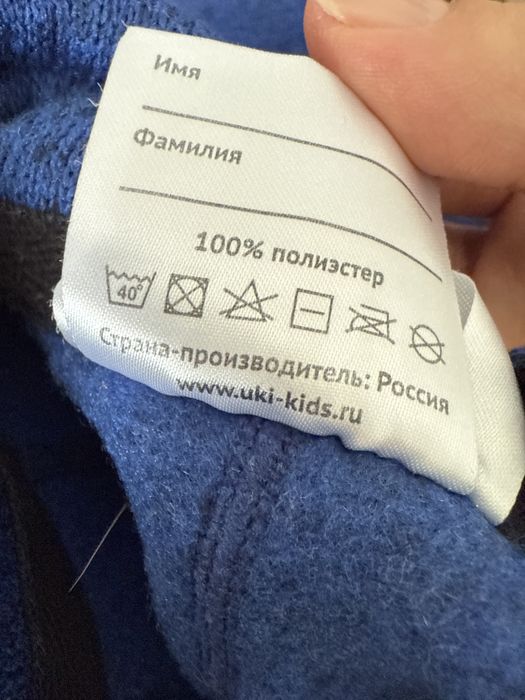 Имя
Фамилия
100% полиэстер
40°
Страна-производитель: Россия
www.uki-kids.ru